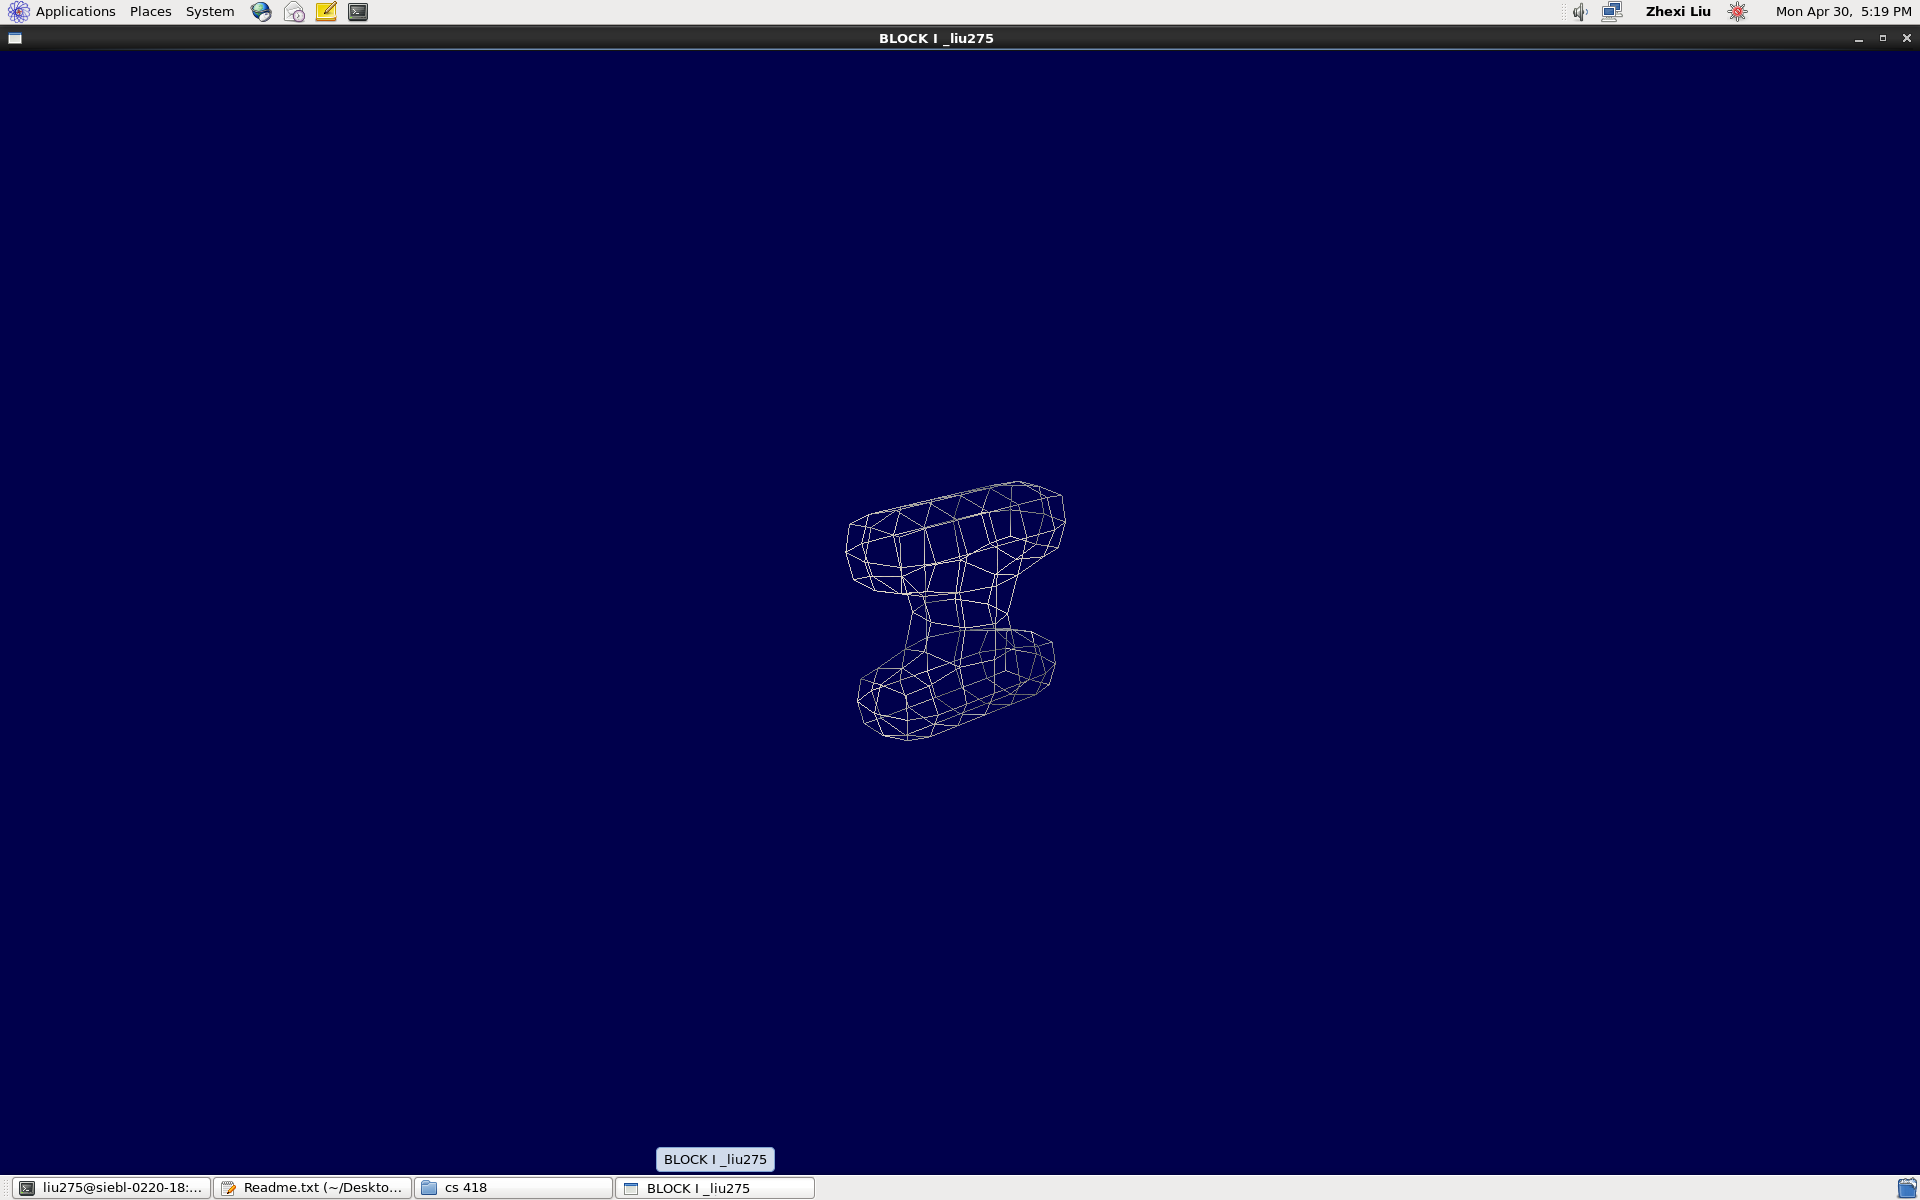 Applications Places System Zhexi Liu Mon Apr 30, 5:19 PM
BLOCK I _liu275
BLOCK I _liu275
liu275@siebl-0220-18:... Readme.txt (~/Deskto... cs 418 BLOCK I _liu275